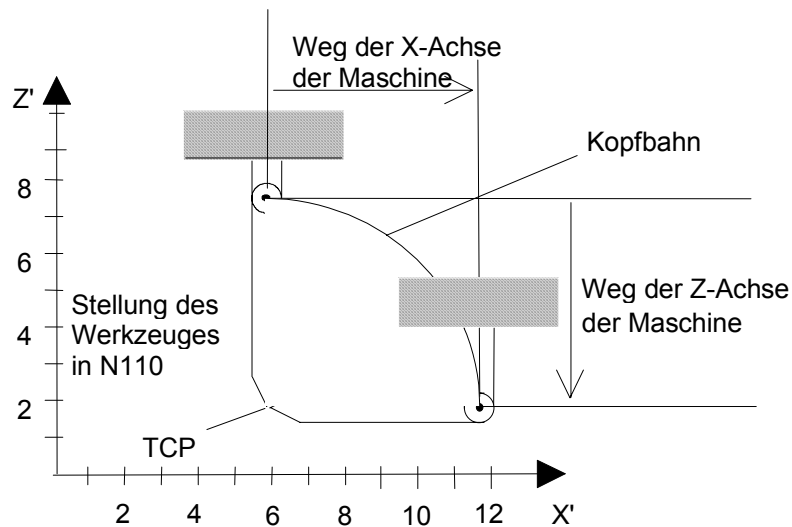 Weg der X-Achse
der Maschine
Z'
Kopfbahn
8
6
Stellung des
Werkzeuges
in N110
Weg der Z-Achse
der Maschine
4
2
TCP
2 4 6 8 10 12 X'